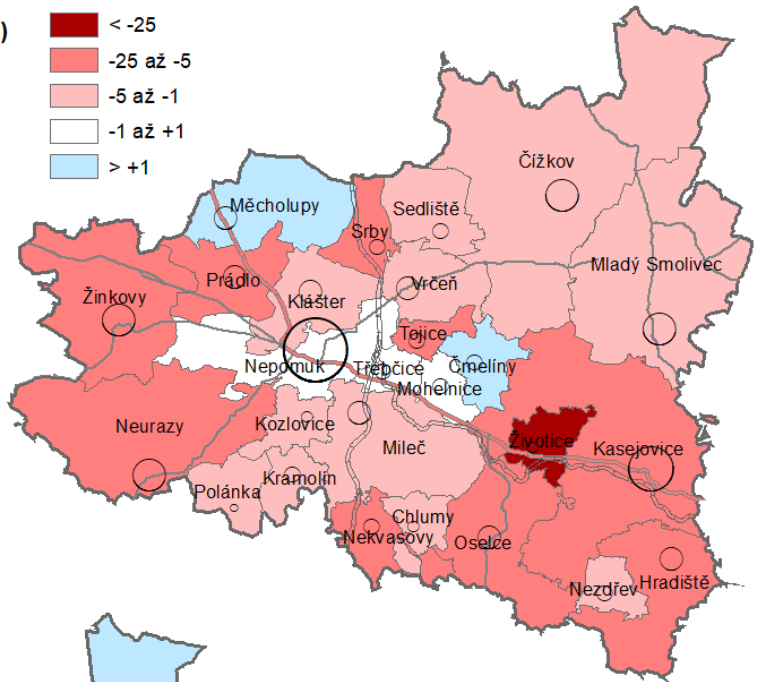 )
< -25
-25 až -5
-5 až -1
-1 až +1
> +1
Čížkov
Měcholupy
Sedliště
Srby
Mladý Smolivec
Prádlo
Vrčeň
Žinkovy
Klášter
Tojice
Nepomuk
Třebčice
Čmelíny
Mohelnice
Neurazy
Kozlovice
Mileč
Životice
Kasejovice
Kramolín
Polánka
Chlumy
Nekvasovy
Oselce
Nezdřev
Hradiště